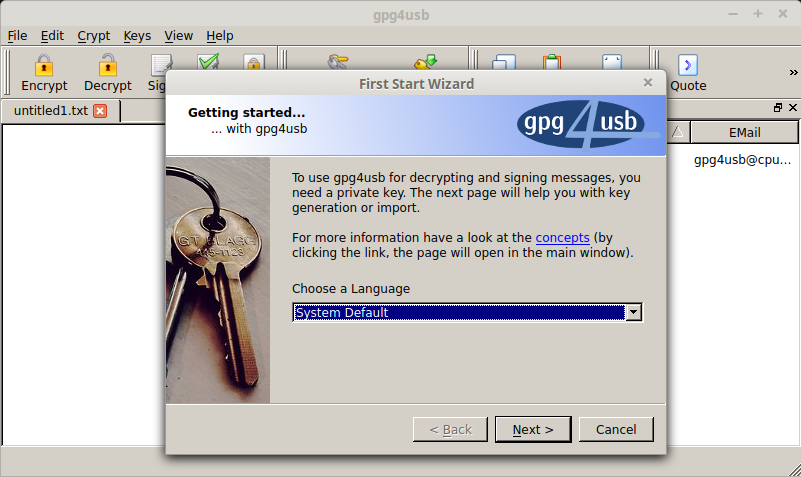 gpg4usb
File Edit Crypt Keys View Help
Encrypt Decrypt Quote
untitled1.txt
EMail
gpg4usb@cpu...
First Start Wizard
Getting started...
... with gpg4usb
gpg4usb
To use gpg4usb for decrypting and signing messages, you
need a private key. The next page will help you with key
generation or import.
For more information have a look at the concepts (by
clicking the link, the page will open in the main window).
Choose a Language
System Default
< Back Next > Cancel